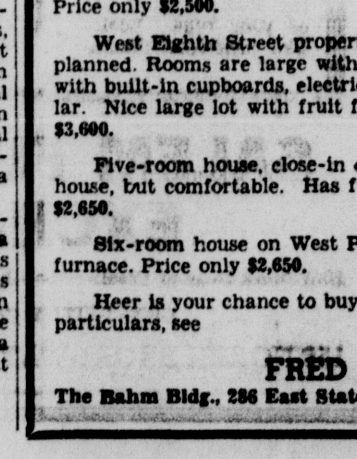 Price only $2,500.
West Eighth Street proper
planned. Rooms are large with
with built-in cupboards, electri
lar. Nice large lot with fruit f
$3,600.
Five-room house, close-in
house, but comfortable. Has f
$2,650.
Six-room house on West F
furnace. Price only $2,650.
Heer is your chance to buy
particulars, see
FRED
The Bahm Bldg., 286 East Stat